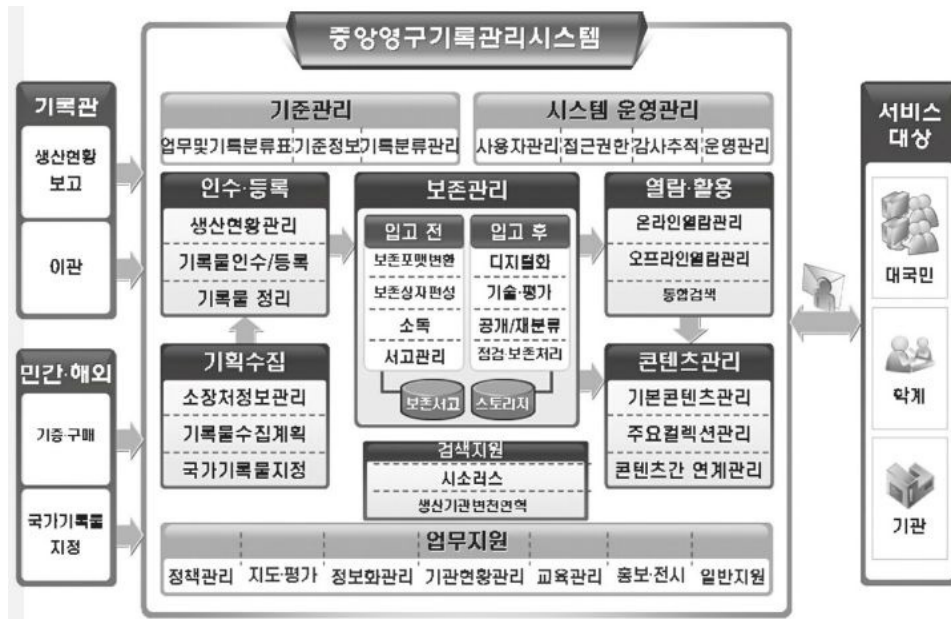 중앙영구기록관리시스템
기록관
생산현황
보고
이관
민간·해외
기증·구매
국가기록물
지정
기준관리
업무및기록분류표 기준정보 기록분류관리
시스템 운영관리
사용자관리 접근권한 감사추적 운영관리
인수·등록
생산현황관리
기록물인수/등록
기록물 정리
기획수집
소장처정보관리
기록물수집계획
국가기록물지정
보존관리
입고 전
보존포맷변환
보존상자편성
소독
서고관리
보존서고
입고 후
디지털화
기술·평가
공개/재분류
점검·보존처리
스토리지
검색지원
시소러스
생산기관변천연혁
열람·활용
온라인열람관리
오프라인열람관리
통합검색
콘텐츠관리
기본콘텐츠관리
주요컬렉션관리
콘텐츠간 연계관리
업무지원
정책관리 지도·평가 정보화관리 기관현황관리 교육관리 홍보·전시 일반지원
서비스
대상
대국민
학계
기관